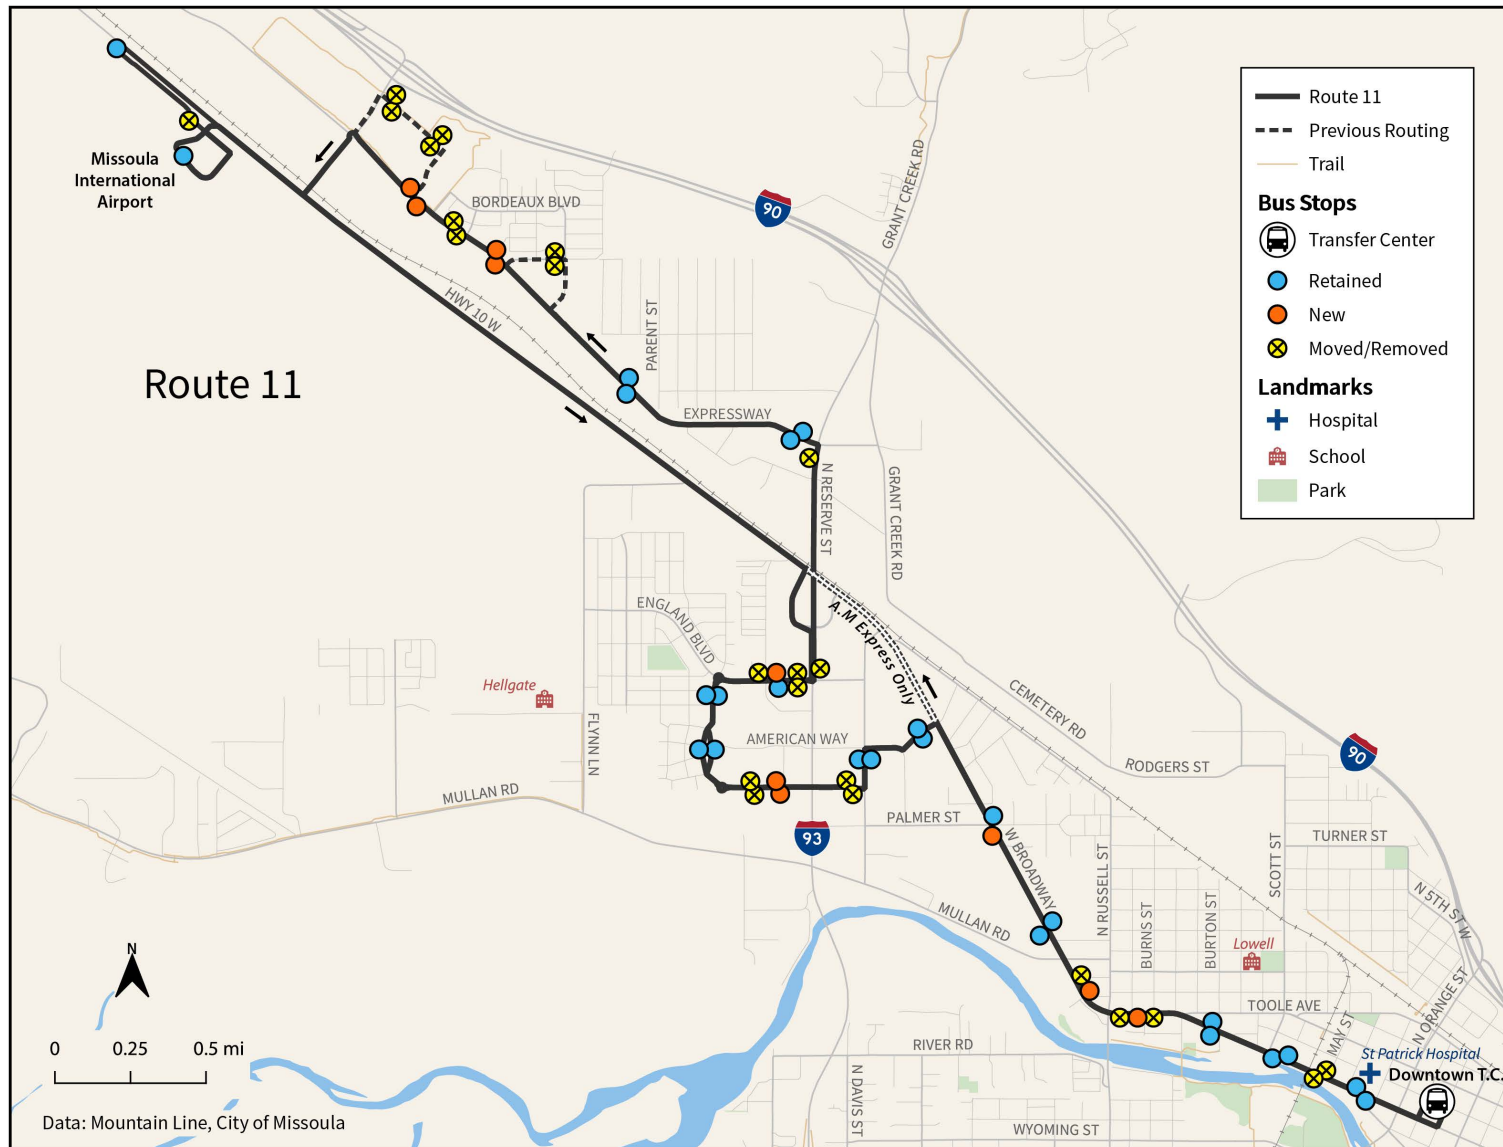 Route 11
Previous Routing
Trail
Bus Stops
Transfer Center
Retained
New
Moved/Removed
Landmarks
Hospital
School
Park
Missoula
International
Airport
BORDEAUX BLVD
90
GRANT CREEK RD
HWY 10 W
PARENT ST
Route 11
EXPRESSWAY
N RESERVE ST
GRANT CREEK RD
ENGLAND BLVD
A.M Express Only
Hellgate
CEMETERY RD
FLYNN LN
AMERICAN WAY
RODGERS ST
90
MULLAN RD
PALMER ST
93
W BROADWAY
N RUSSELL ST
SCOTT ST
TURNER ST
MULLAN RD
BURNS ST
BURTON ST
N 5TH ST W
Lowell
N
TOOLE AVE
MAY ST
N ORANGE ST
0 0.25 0.5 mi
RIVER RD
St Patrick Hospital
Downtown T.C.
N DAVIS ST
WYOMING ST
Data: Mountain Line, City of Missoula